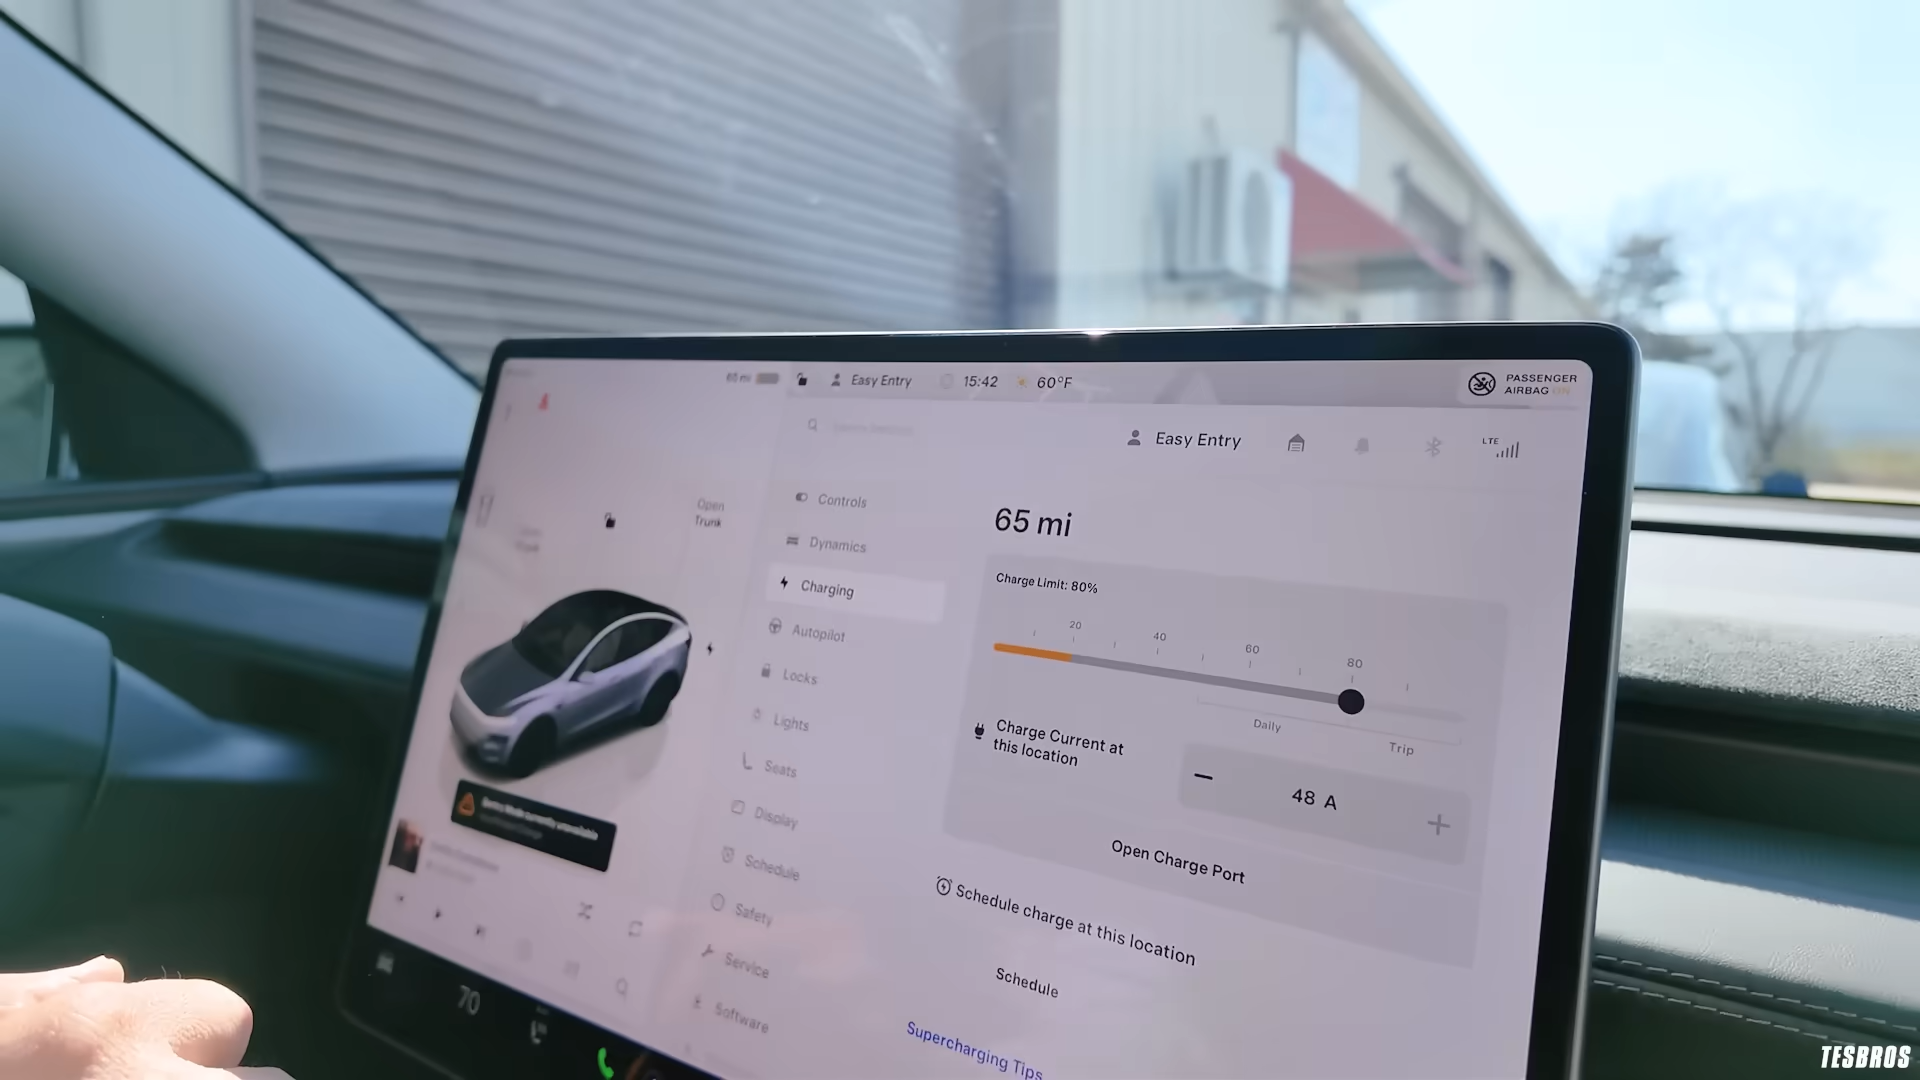 65 mi
Easy Entry
15:42
60°F
PASSENGER
AIRBAG ON
Easy Entry
LTE
Open
Trunk
Controls
Dynamics
Charging
Autopilot
Locks
Lights
Seats
Display
Schedule
Safety
Service
Software
65 mi
Charge Limit: 80%
20
40
60
80
Daily
Trip
Charge Current at
this location
48 A
Open Charge Port
Schedule charge at this location
Schedule
Supercharging Tips
70
TESBROS